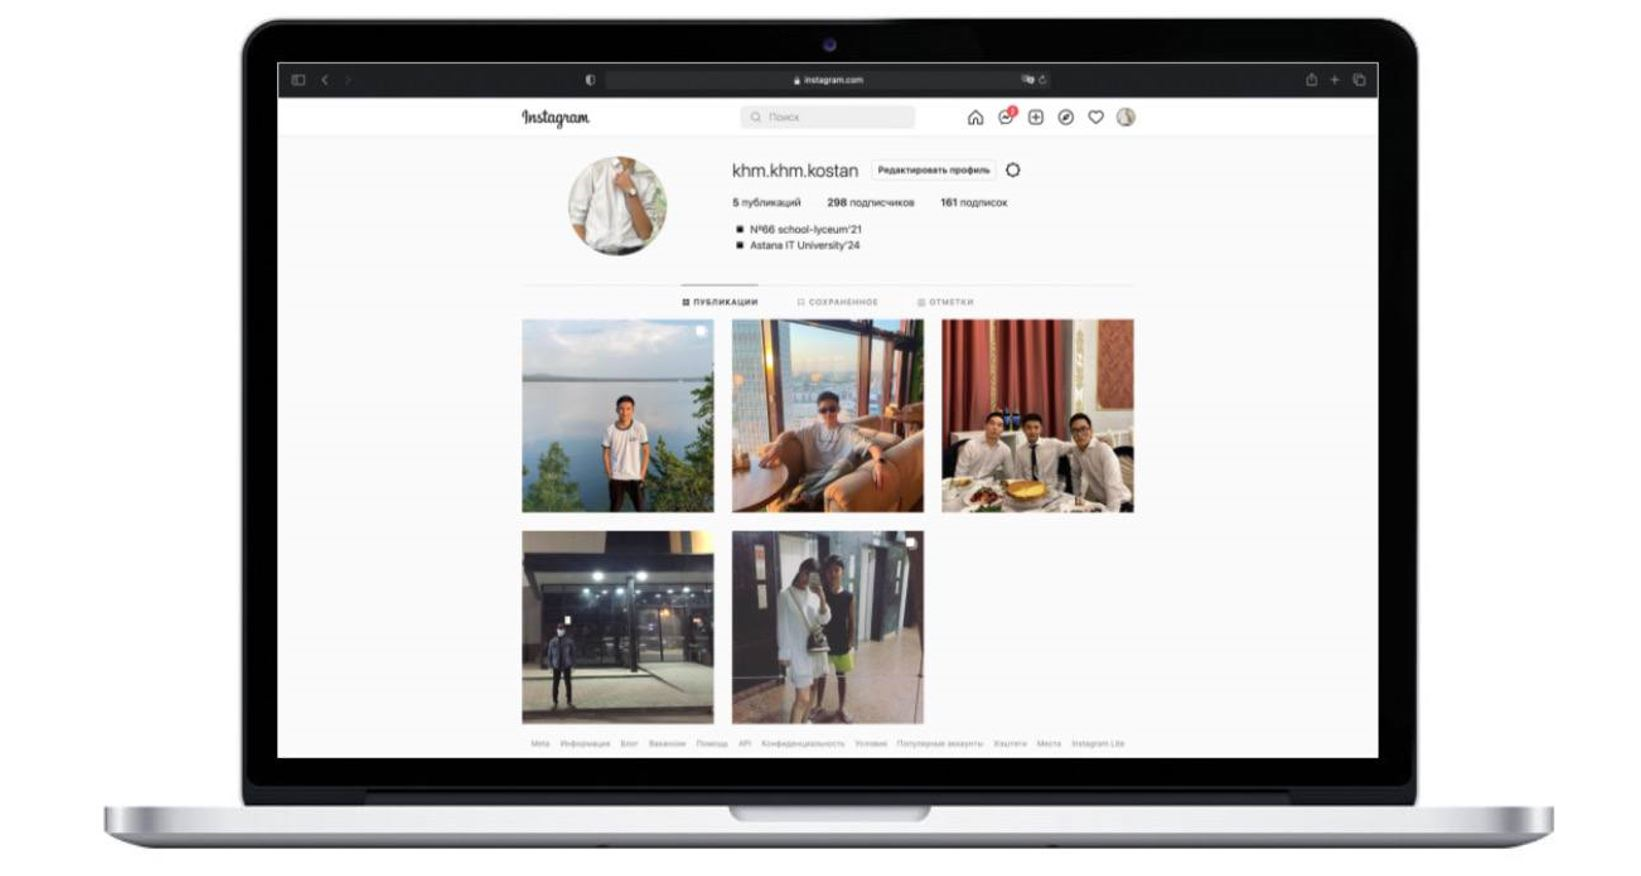 instagram.com
Instagram
Поиск
khm.khm.kostan Редактировать профиль
5 публикаций 298 подписчиков 161 подписок
№66 school-lyceum'21
Astana IT University'24
ПУБЛИКАЦИИ СОХРАНЕННОЕ ОТМЕТКИ
Meta Информация Блог Вакансии Помощь API Конфиденциальность Условия Популярные аккаунты Хэштеги Места Instagram Lite